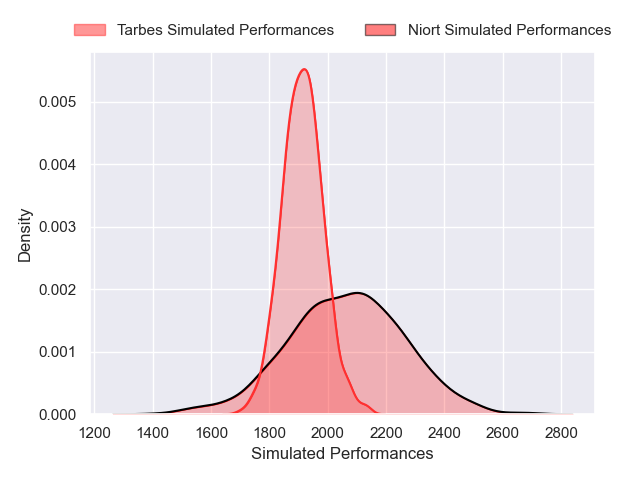 Tarbes Simulated Performances Niort Simulated Performances
0.005
0.004
0.003
0.002
0.001
0.000
Density
1200 1400 1600 1800 2000 2200 2400 2600 2800
Simulated Performances